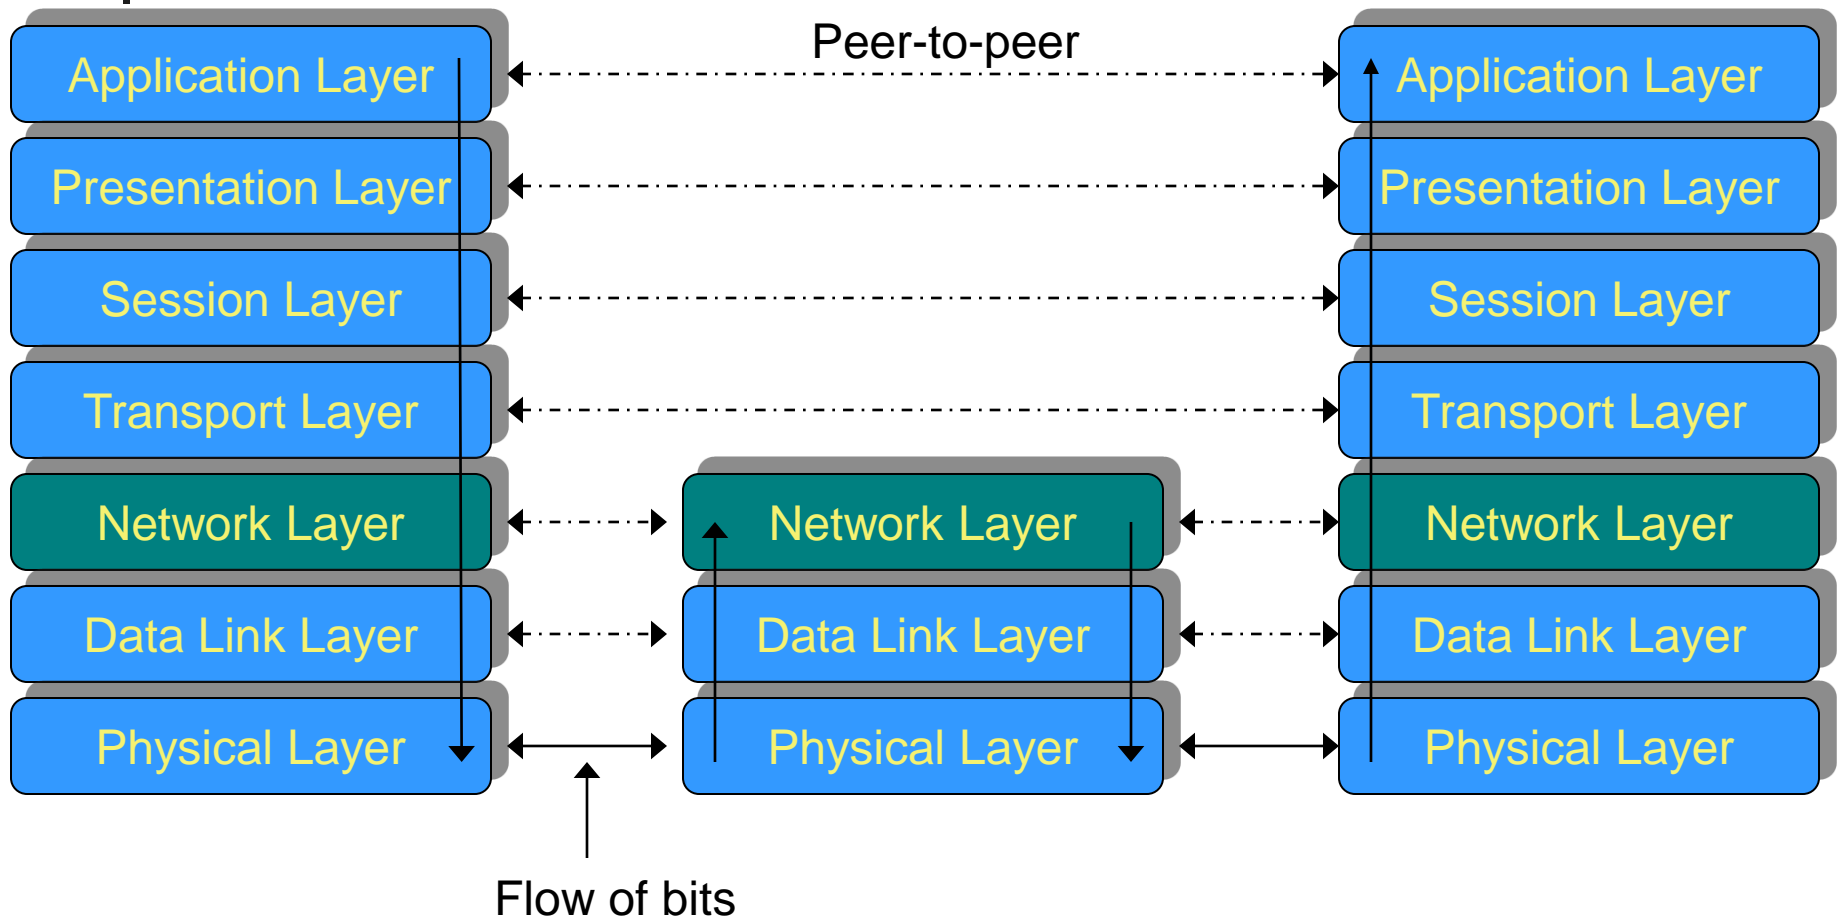 Peer-to-peer
Application Layer
Application Layer
Presentation Layer
Presentation Layer
Session Layer
Session Layer
Transport Layer
Transport Layer
Network Layer
Network Layer
Network Layer
Data Link Layer
Data Link Layer
Data Link Layer
Physical Layer
Physical Layer
Physical Layer
Flow of bits